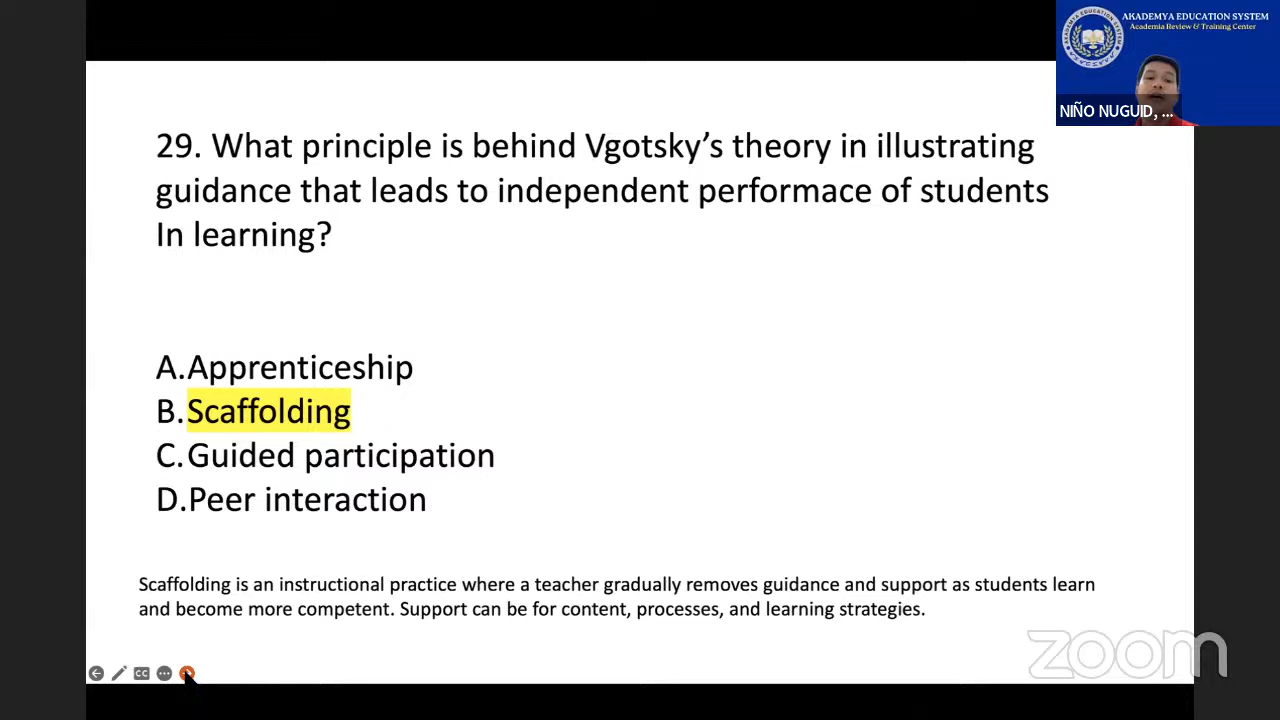 AKADEMYA EDUCATION SYSTEM
Academia Review & Training Center
NIÑO NUGUID, ...
29. What principle is behind Vgotsky’s theory in illustrating
guidance that leads to independent performace of students
In learning?
A.Apprenticeship
B.Scaffolding
C.Guided participation
D.Peer interaction
Scaffolding is an instructional practice where a teacher gradually removes guidance and support as students learn
and become more competent. Support can be for content, processes, and learning strategies.
zoom
CC